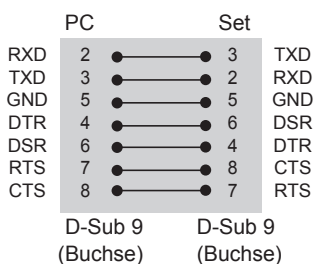 PC Set
RXD 2 3 TXD
TXD 3 2 RXD
GND 5 5 GND
DTR 4 6 DSR
DSR 6 4 DTR
RTS 7 8 CTS
CTS 8 7 RTS
D-Sub 9 D-Sub 9
(Buchse) (Buchse)